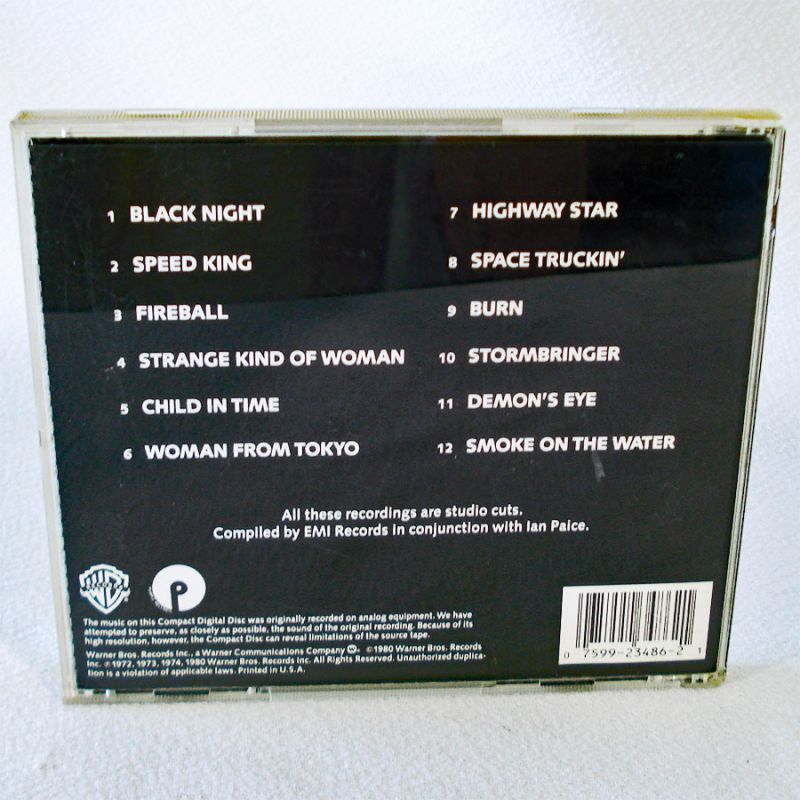 1 BLACK NIGHT
2 SPEED KING
3 FIREBALL
4 STRANGE KIND OF WOMAN
5 CHILD IN TIME
6 WOMAN FROM TOKYO
7 HIGHWAY STAR
8 SPACE TRUCKIN'
9 BURN
10 STORMBRINGER
11 DEMON'S EYE
12 SMOKE ON THE WATER
All these recordings are studio cuts.
Compiled by EMI Records in conjunction with Ian Paice.
The music on this Compact Digital Disc was originally recorded on analog equipment. We have
attempted to preserve, as closely as possible, the sound of the original recording. Because of its
high resolution, however, the Compact Disc can reveal limitations of the source tape.
Warner Bros. Records Inc., a Warner Communications Company ©1980 Warner Bros. Records
Inc. ℗ 1972, 1973, 1974, 1980 Warner Bros. Records Inc. All Rights Reserved. Unauthorized duplica-
tion is a violation of applicable laws. Printed in U.S.A.
0 7599-23486-2 1